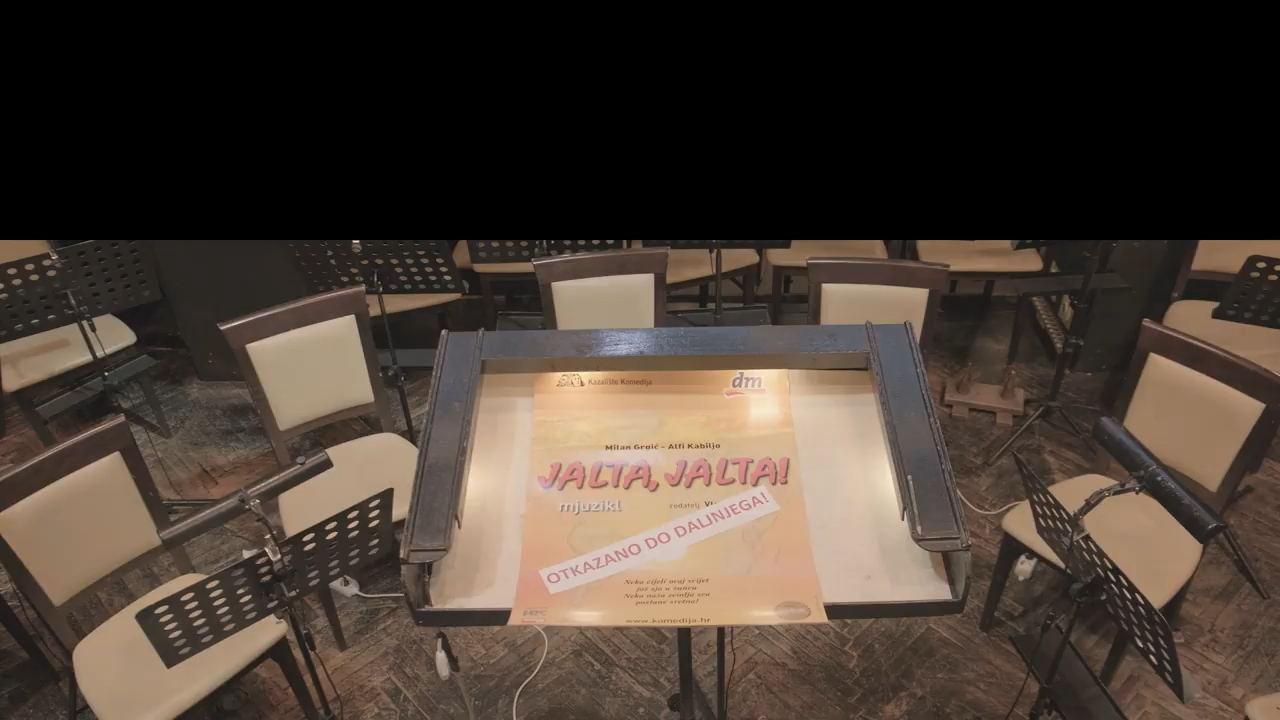 Kazalište Komedija
dm
Milan Grgić - Alfi Kabiljo
JALTA, JALTA!
mjuzikl
redatelj
OTKAZANO DO DALJNJEGA!
Neka cijeli ovaj svijet
još sja u suncu
Neka naša zemlja sva
postane sretna!
www.komedija.hr